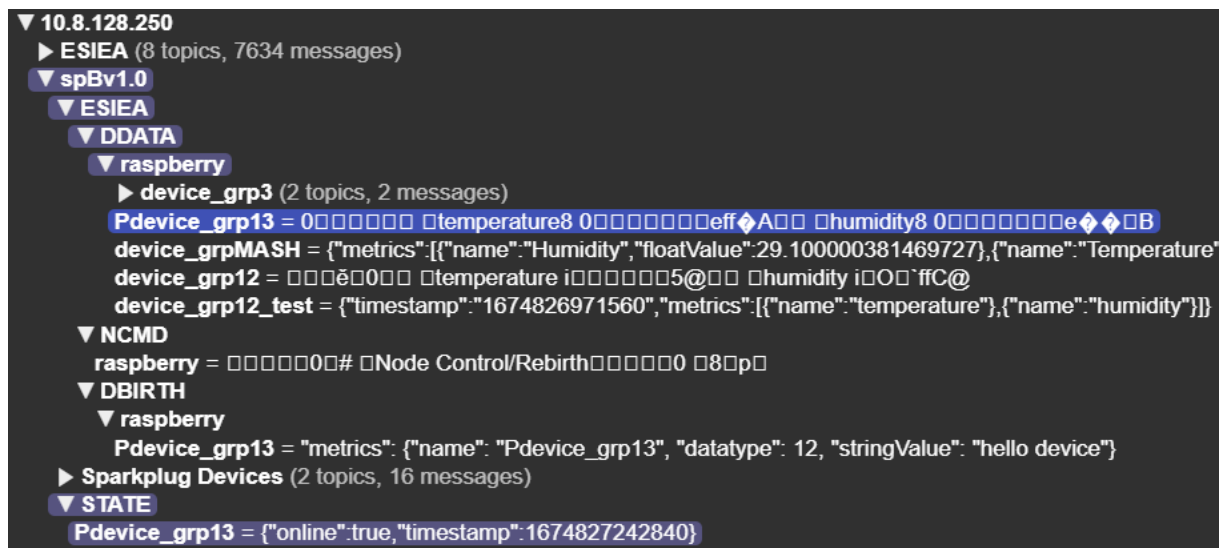 ▼ 10.8.128.250
▶ ESIEA (8 topics, 7634 messages)
▼ spBv1.0
▼ ESIEA
▼ DDATA
▼ raspberry
▶ device_grp3 (2 topics, 2 messages)
Pdevice_grp13 = 0□□□□□□ □temperature8 0□□□□□□□eff�A□□ □humidity8 0□□□□□□□e��□B
device_grpMASH = {"metrics":[{"name":"Humidity","floatValue":29.100000381469727},{"name":"Temperature"
device_grp12 = □□□ĕ□0□□ □temperature i□□□□□□5@□□ □humidity i□O□`ffC@
device_grp12_test = {"timestamp":"1674826971560","metrics":[{"name":"temperature"},{"name":"humidity"}]}
▼ NCMD
raspberry = □□□□□0□# □Node Control/Rebirth□□□□□0 □8□p□
▼ DBIRTH
▼ raspberry
Pdevice_grp13 = "metrics": {"name": "Pdevice_grp13", "datatype": 12, "stringValue": "hello device"}
▶ Sparkplug Devices (2 topics, 16 messages)
▼ STATE
Pdevice_grp13 = {"online":true,"timestamp":1674827242840}